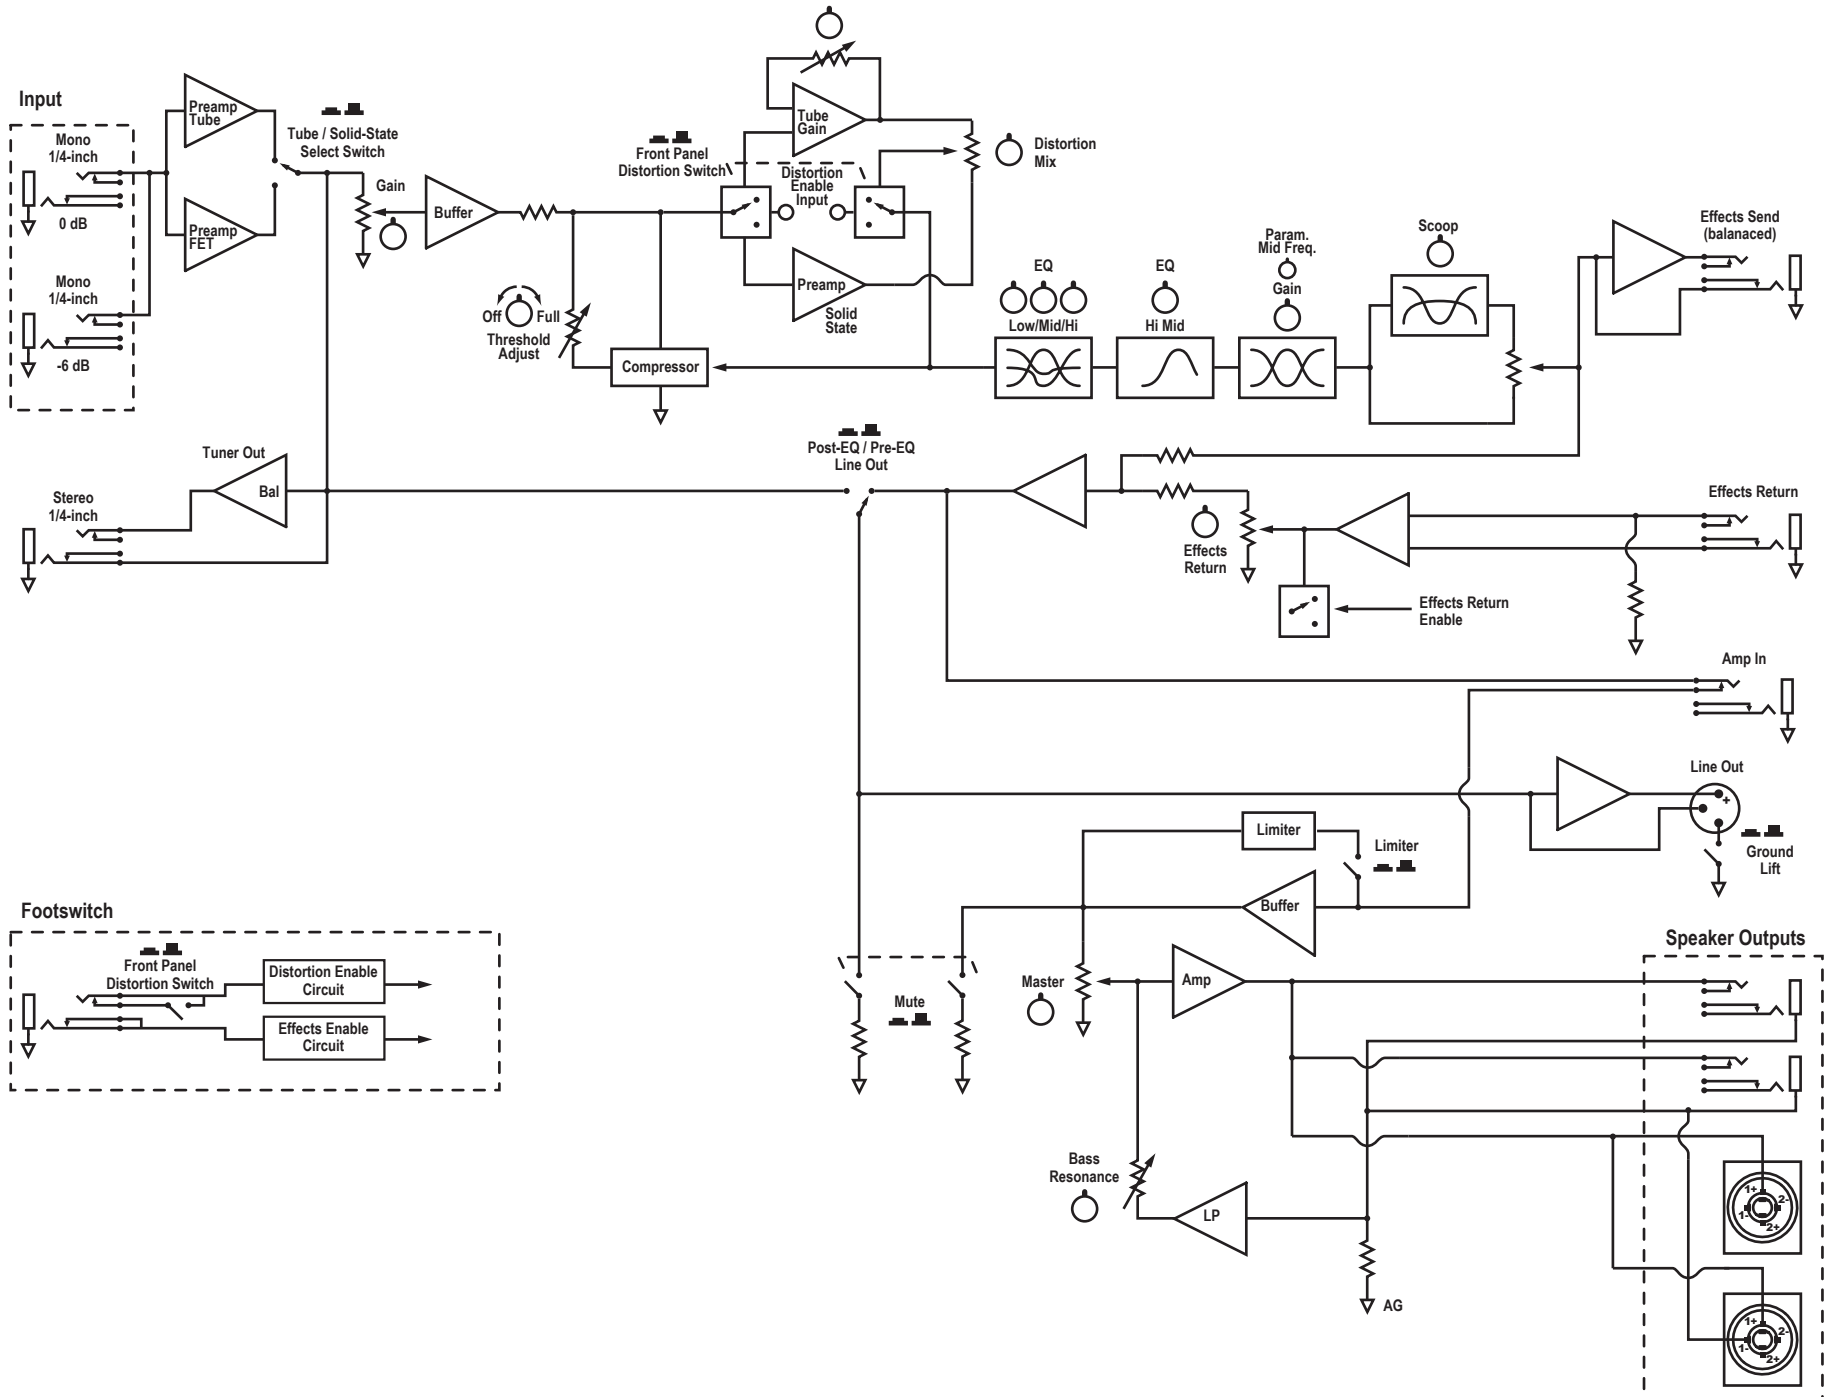 Input
Mono
1/4-inch
0 dB
Mono
1/4-inch
-6 dB
Preamp
Tube
Preamp
FET
Tube / Solid-State
Select Switch
Gain
Buffer
Off
Full
Threshold
Adjust
Compressor
Front Panel
Distortion Switch
Distortion
Enable
Input
Tube
Gain
Preamp
Solid
State
Distortion
Mix
EQ
Low/Mid/Hi
EQ
Hi Mid
Param.
Mid Freq.
Gain
Scoop
Effects Send
(balanaced)
Tuner Out
Bal
Stereo
1/4-inch
Post-EQ / Pre-EQ
Line Out
Effects
Return
Effects Return
Enable
Effects Return
Amp In
Line Out
+
Ground
Lift
Limiter
Limiter
Buffer
Footswitch
Front Panel
Distortion Switch
Distortion Enable
Circuit
Effects Enable
Circuit
Mute
Master
Amp
Speaker Outputs
Bass
Resonance
LP
AG
1+
2-
1-
2+
1+
2-
1-
2+